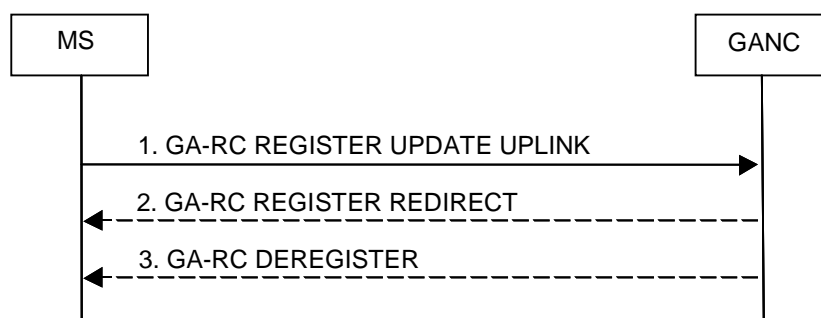 MS
GANC
1. GA-RC REGISTER UPDATE UPLINK
2. GA-RC REGISTER REDIRECT
3. GA-RC DEREGISTER